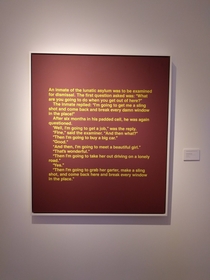 An inmate of the lunatic asylum was to be examined
for dismissal. The first question asked was: "What
are you going to do when you get out of here?"
The inmate replied: "I'm going to get me a sling
shot and come back and break every damn window
in the place!"
After six months in his padded cell, he was again
questioned.
"Well, I'm going to get a job," was the reply.
"Fine," said the examiner. "And then what?"
"Then I'm going to buy a big car."
"Good."
"And then, I'm going to meet a beautiful girl."
"That's wonderful."
"Then I'm going to take her out driving on a lonely
road."
"Yes."
"Then I'm going to grab her garter, make a sling
shot, and come back here and break every window
in the place."